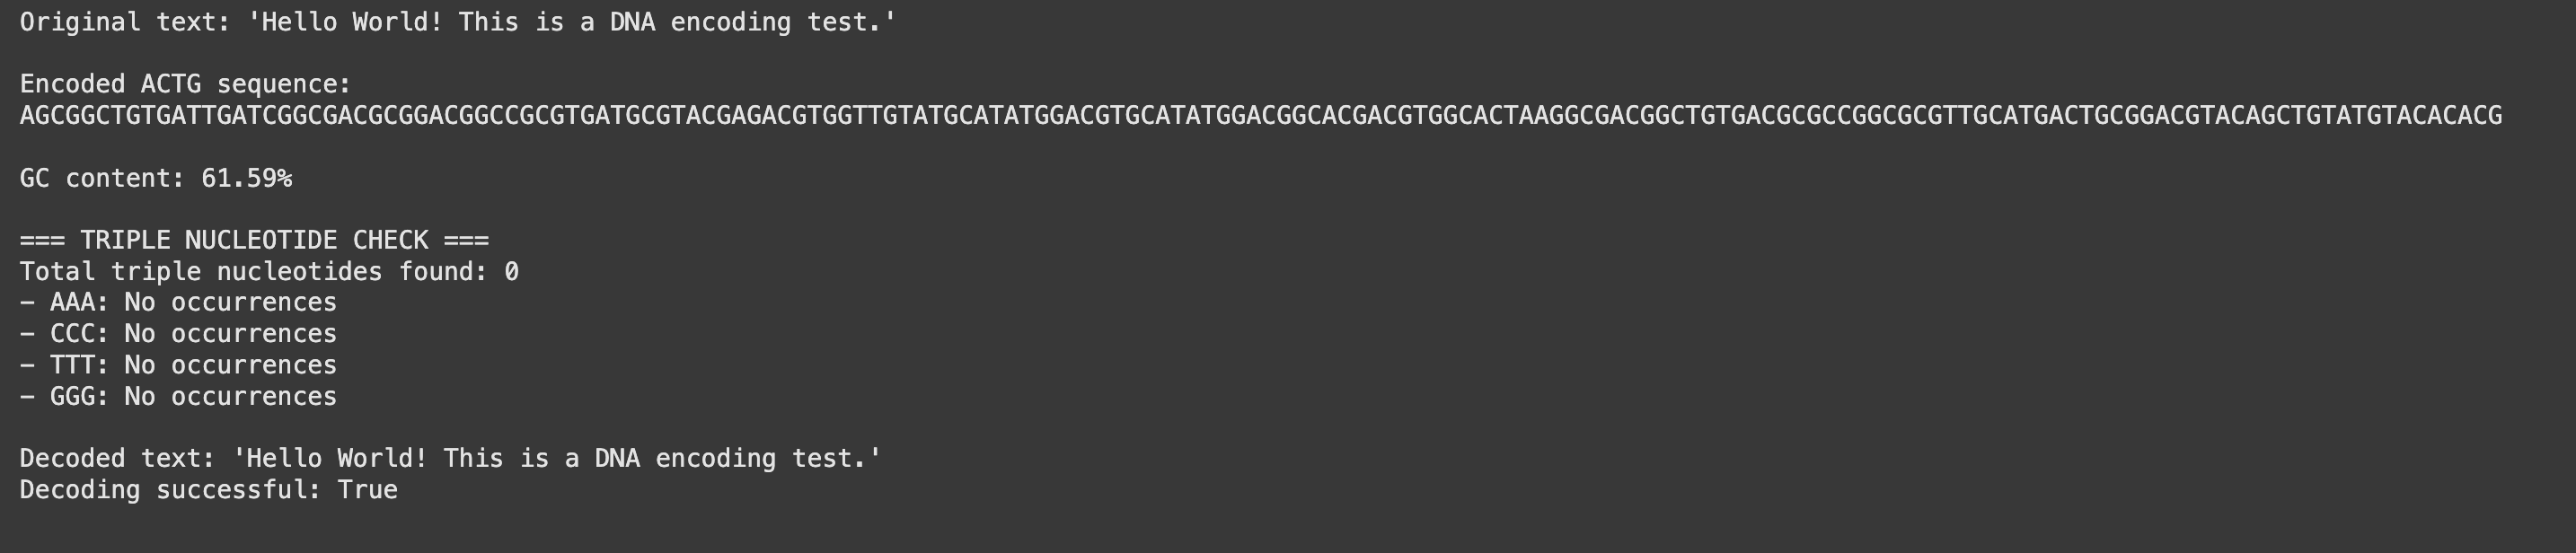 Original text: 'Hello World! This is a DNA encoding test.'
Encoded ACTG sequence:
AGCGGCTGTGATTGATCGGCGACGCGGACGGCCGCGTGATGCGTACGAGACGTGGTTGTATGCATATGGACGTGCATATGGACGGCACGACGTGGCACTAAGGCGACGGCTGTGACGCGCCGGCGCGTTGCATGACTGCGGACGTACAGCTGTATGTACACACG
GC content: 61.59%
=== TRIPLE NUCLEOTIDE CHECK ===
Total triple nucleotides found: 0
- AAA: No occurrences
- CCC: No occurrences
- TTT: No occurrences
- GGG: No occurrences
Decoded text: 'Hello World! This is a DNA encoding test.'
Decoding successful: True